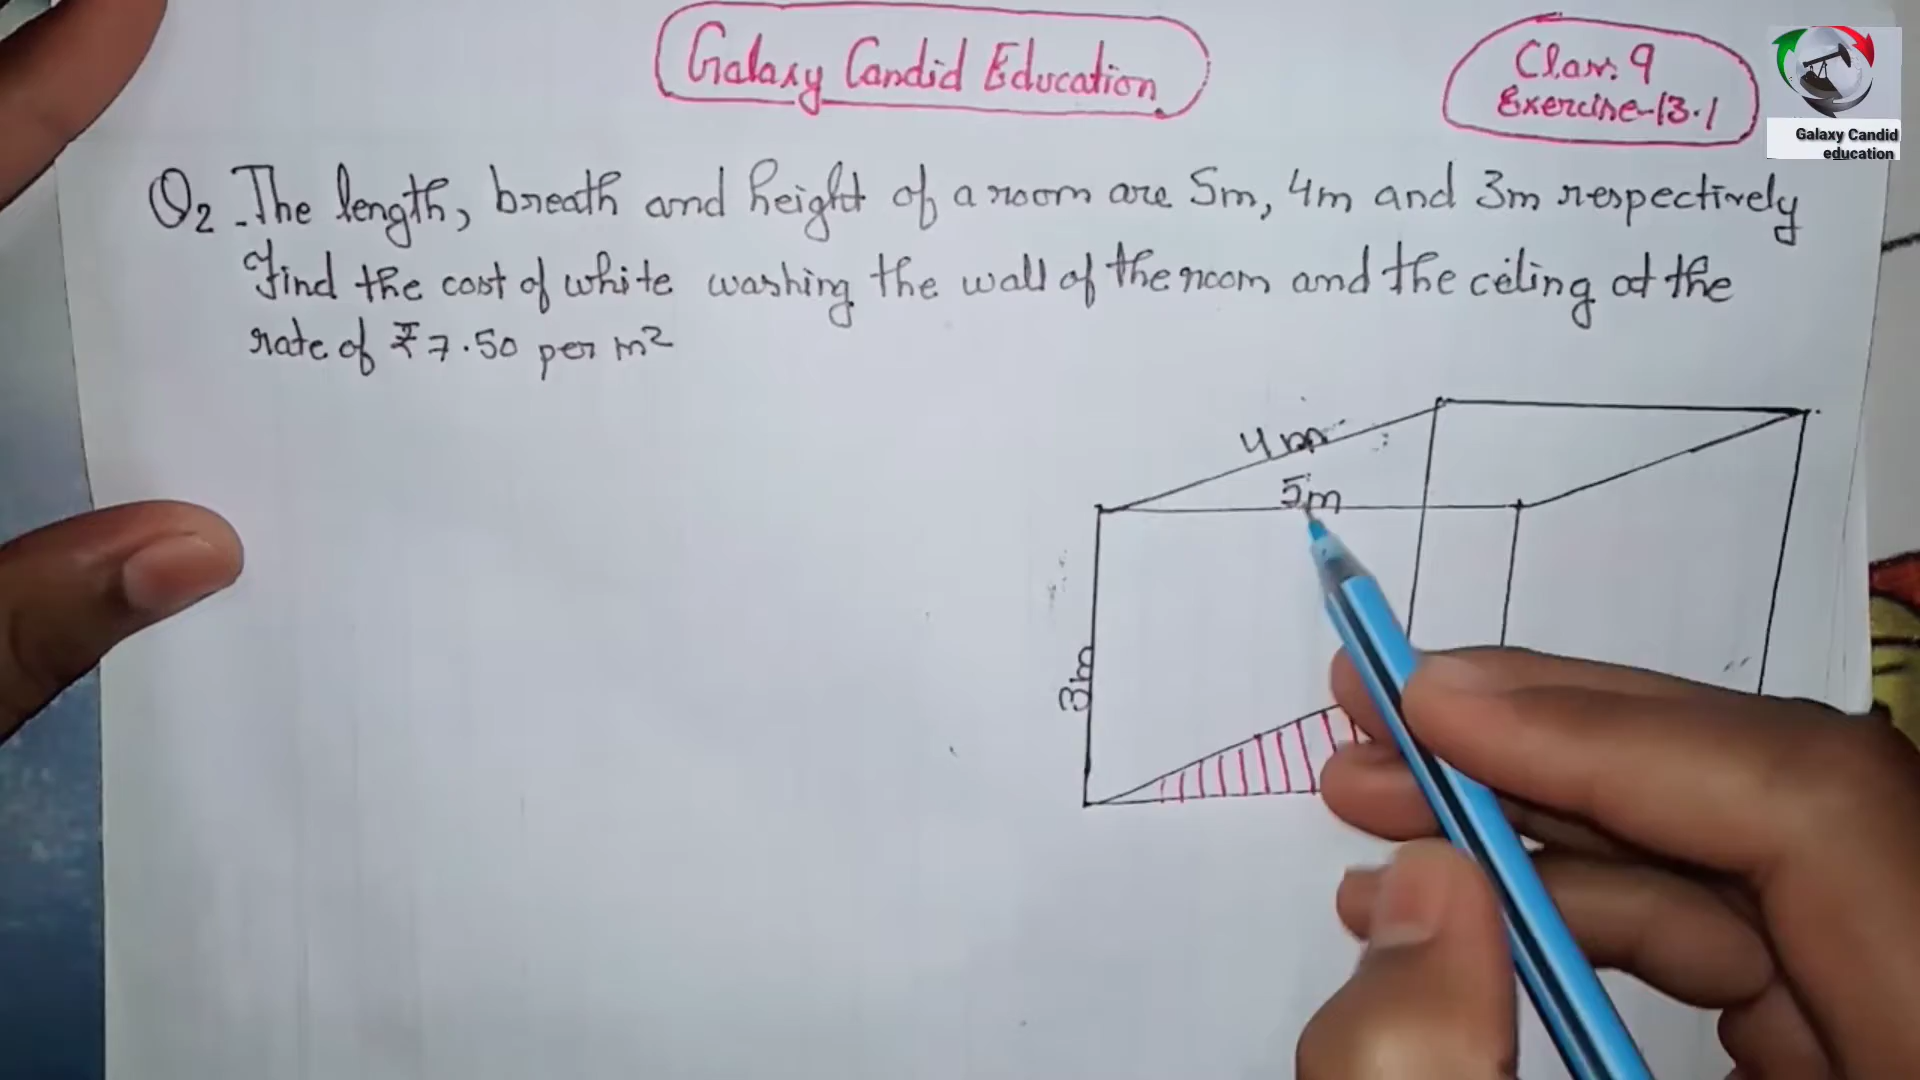 Galaxy Candid Education
Class 9
Exercise-13.1
Galaxy Candid
education
Q2. The length, breath and height of a room are 5m, 4m and 3m respectively
Find the cost of white washing the wall of the room and the céling at the
rate of ₹7.50 per m²
4m
5m
3m